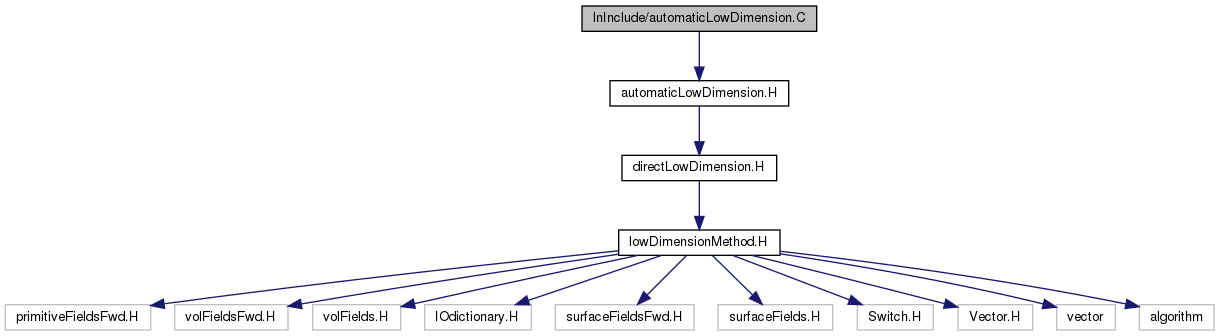 lnInclude/automaticLowDimension.C
automaticLowDimension.H
directLowDimension.H
lowDimensionMethod.H
primitiveFieldsFwd.H
volFieldsFwd.H
volFields.H
IOdictionary.H
surfaceFieldsFwd.H
surfaceFields.H
Switch.H
Vector.H
vector
algorithm